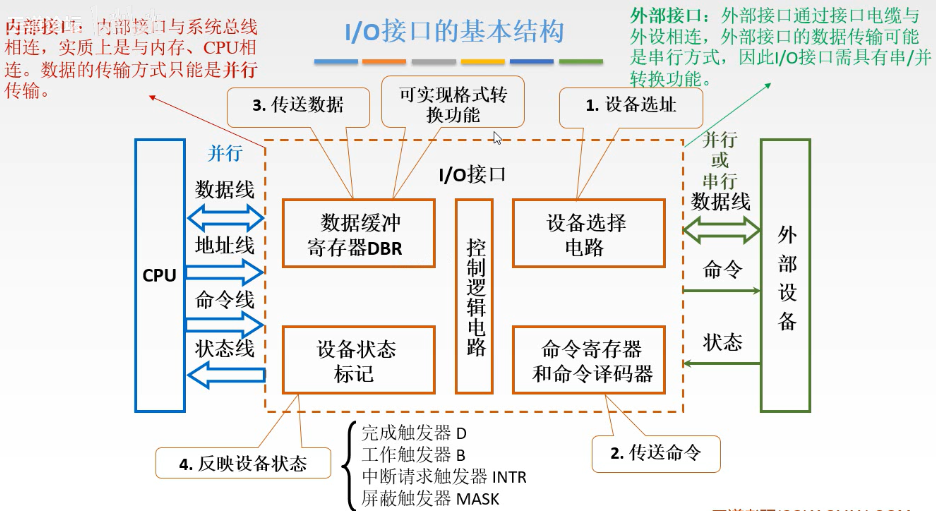 I/O接口的基本结构
内部接口：内部接口与系统总线
相连，实质上是与内存、CPU相
连。数据的传输方式只能是并行
传输。
外部接口：外部接口通过接口电缆与
外设相连，外部接口的数据传输可能
是串行方式，因此I/O接口需具有串/并
转换功能。
3. 传送数据
可实现格式转
换功能
1. 设备选址
并行
I/O接口
并行
或
串行
数据线
地址线
命令线
状态线
CPU
数据缓冲
寄存器DBR
控制逻辑电路
设备选择
电路
设备状态
标记
命令寄存器
和命令译码器
数据线
命令
状态
外部设备
4. 反映设备状态
完成触发器 D
工作触发器 B
中断请求触发器 INTR
屏蔽触发器 MASK
2. 传送命令